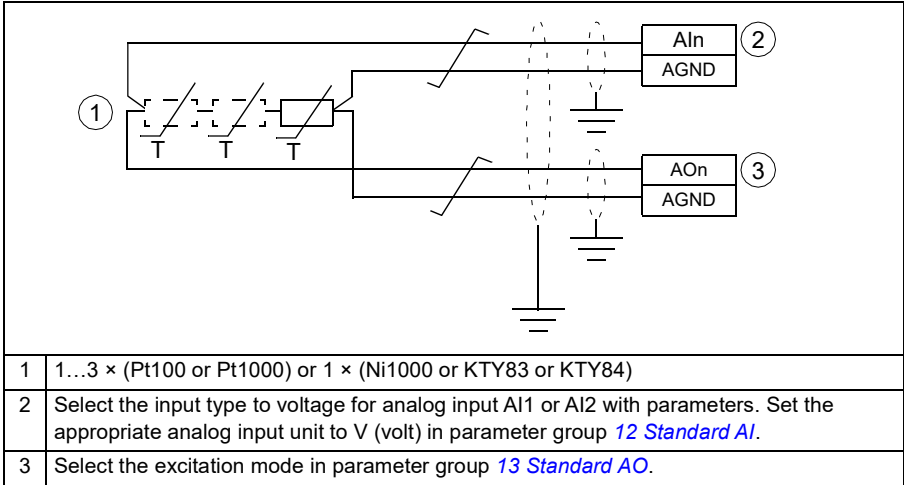 AIn
2
AGND
1
T
T
T
AOn
3
AGND
1 1…3 × (Pt100 or Pt1000) or 1 × (Ni1000 or KTY83 or KTY84)
2 Select the input type to voltage for analog input AI1 or AI2 with parameters. Set the
appropriate analog input unit to V (volt) in parameter group 12 Standard AI.
3 Select the excitation mode in parameter group 13 Standard AO.